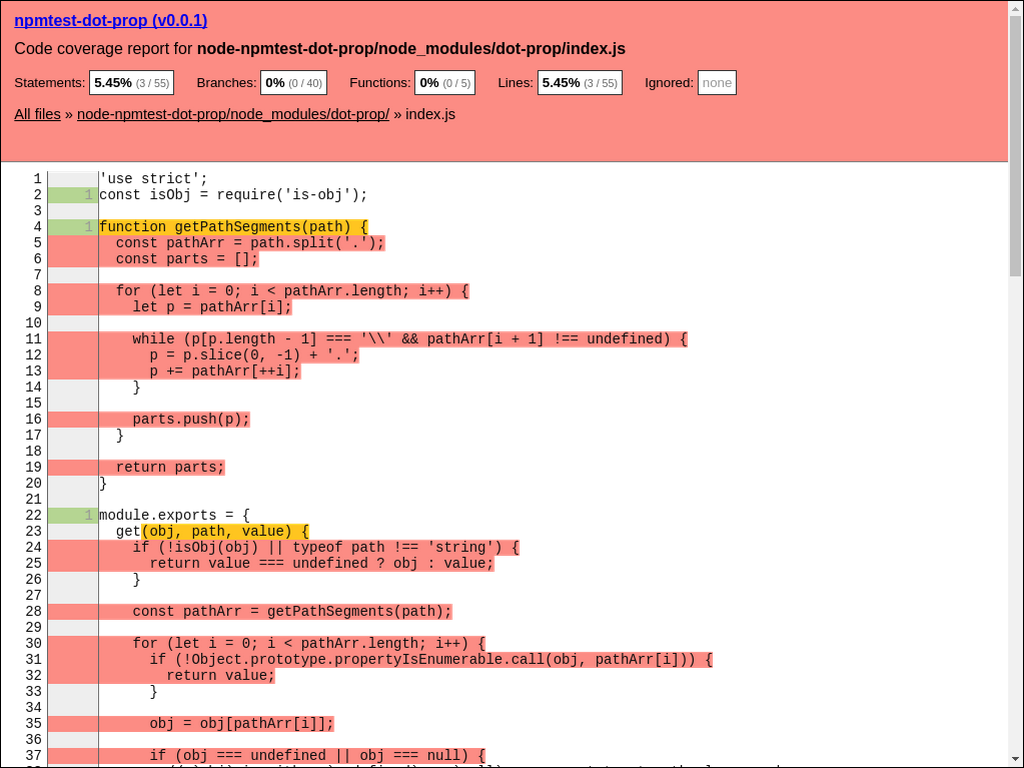 npmtest-dot-prop (v0.0.1)
Code coverage report for node-npmtest-dot-prop/node_modules/dot-prop/index.js
Statements: 5.45% (3 / 55) Branches: 0% (0 / 40) Functions: 0% (0 / 5) Lines: 5.45% (3 / 55) Ignored: none
All files » node-npmtest-dot-prop/node_modules/dot-prop/ » index.js
1 'use strict';
2 1 const isObj = require('is-obj');
3
4 1 function getPathSegments(path) {
5 const pathArr = path.split('.');
6 const parts = [];
7
8 for (let i = 0; i < pathArr.length; i++) {
9 let p = pathArr[i];
10
11 while (p[p.length - 1] === '\\' && pathArr[i + 1] !== undefined) {
12 p = p.slice(0, -1) + '.';
13 p += pathArr[++i];
14 }
15
16 parts.push(p);
17 }
18
19 return parts;
20 }
21
22 1 module.exports = {
23 get(obj, path, value) {
24 if (!isObj(obj) || typeof path !== 'string') {
25 return value === undefined ? obj : value;
26 }
27
28 const pathArr = getPathSegments(path);
29
30 for (let i = 0; i < pathArr.length; i++) {
31 if (!Object.prototype.propertyIsEnumerable.call(obj, pathArr[i])) {
32 return value;
33 }
34
35 obj = obj[pathArr[i]];
36
37 if (obj === undefined || obj === null) {